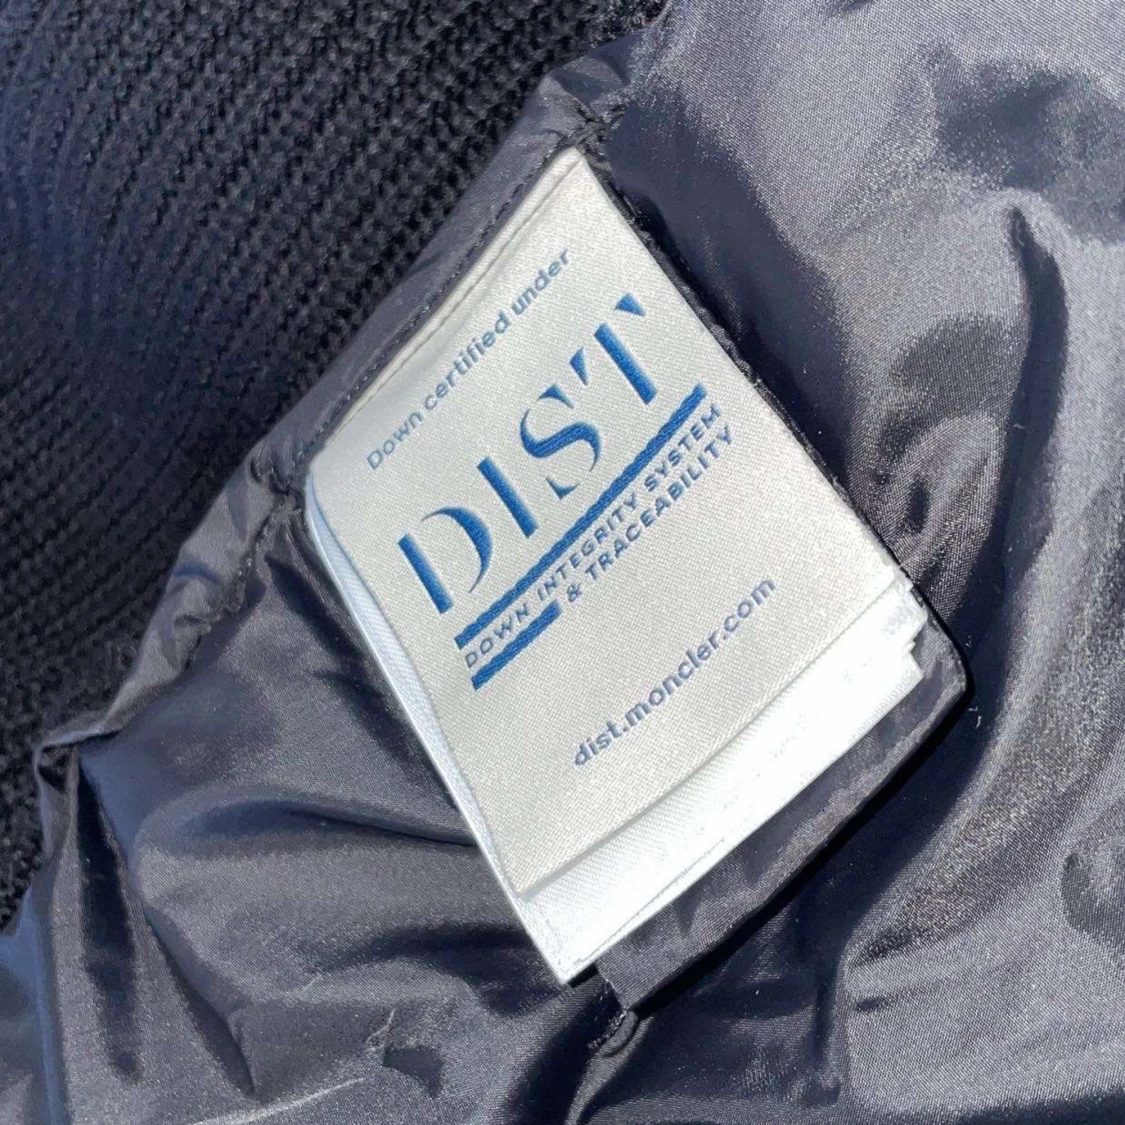 Down certified under
DIST
DOWN INTEGRITY SYSTEM
& TRACEABILITY
dist.moncler.com